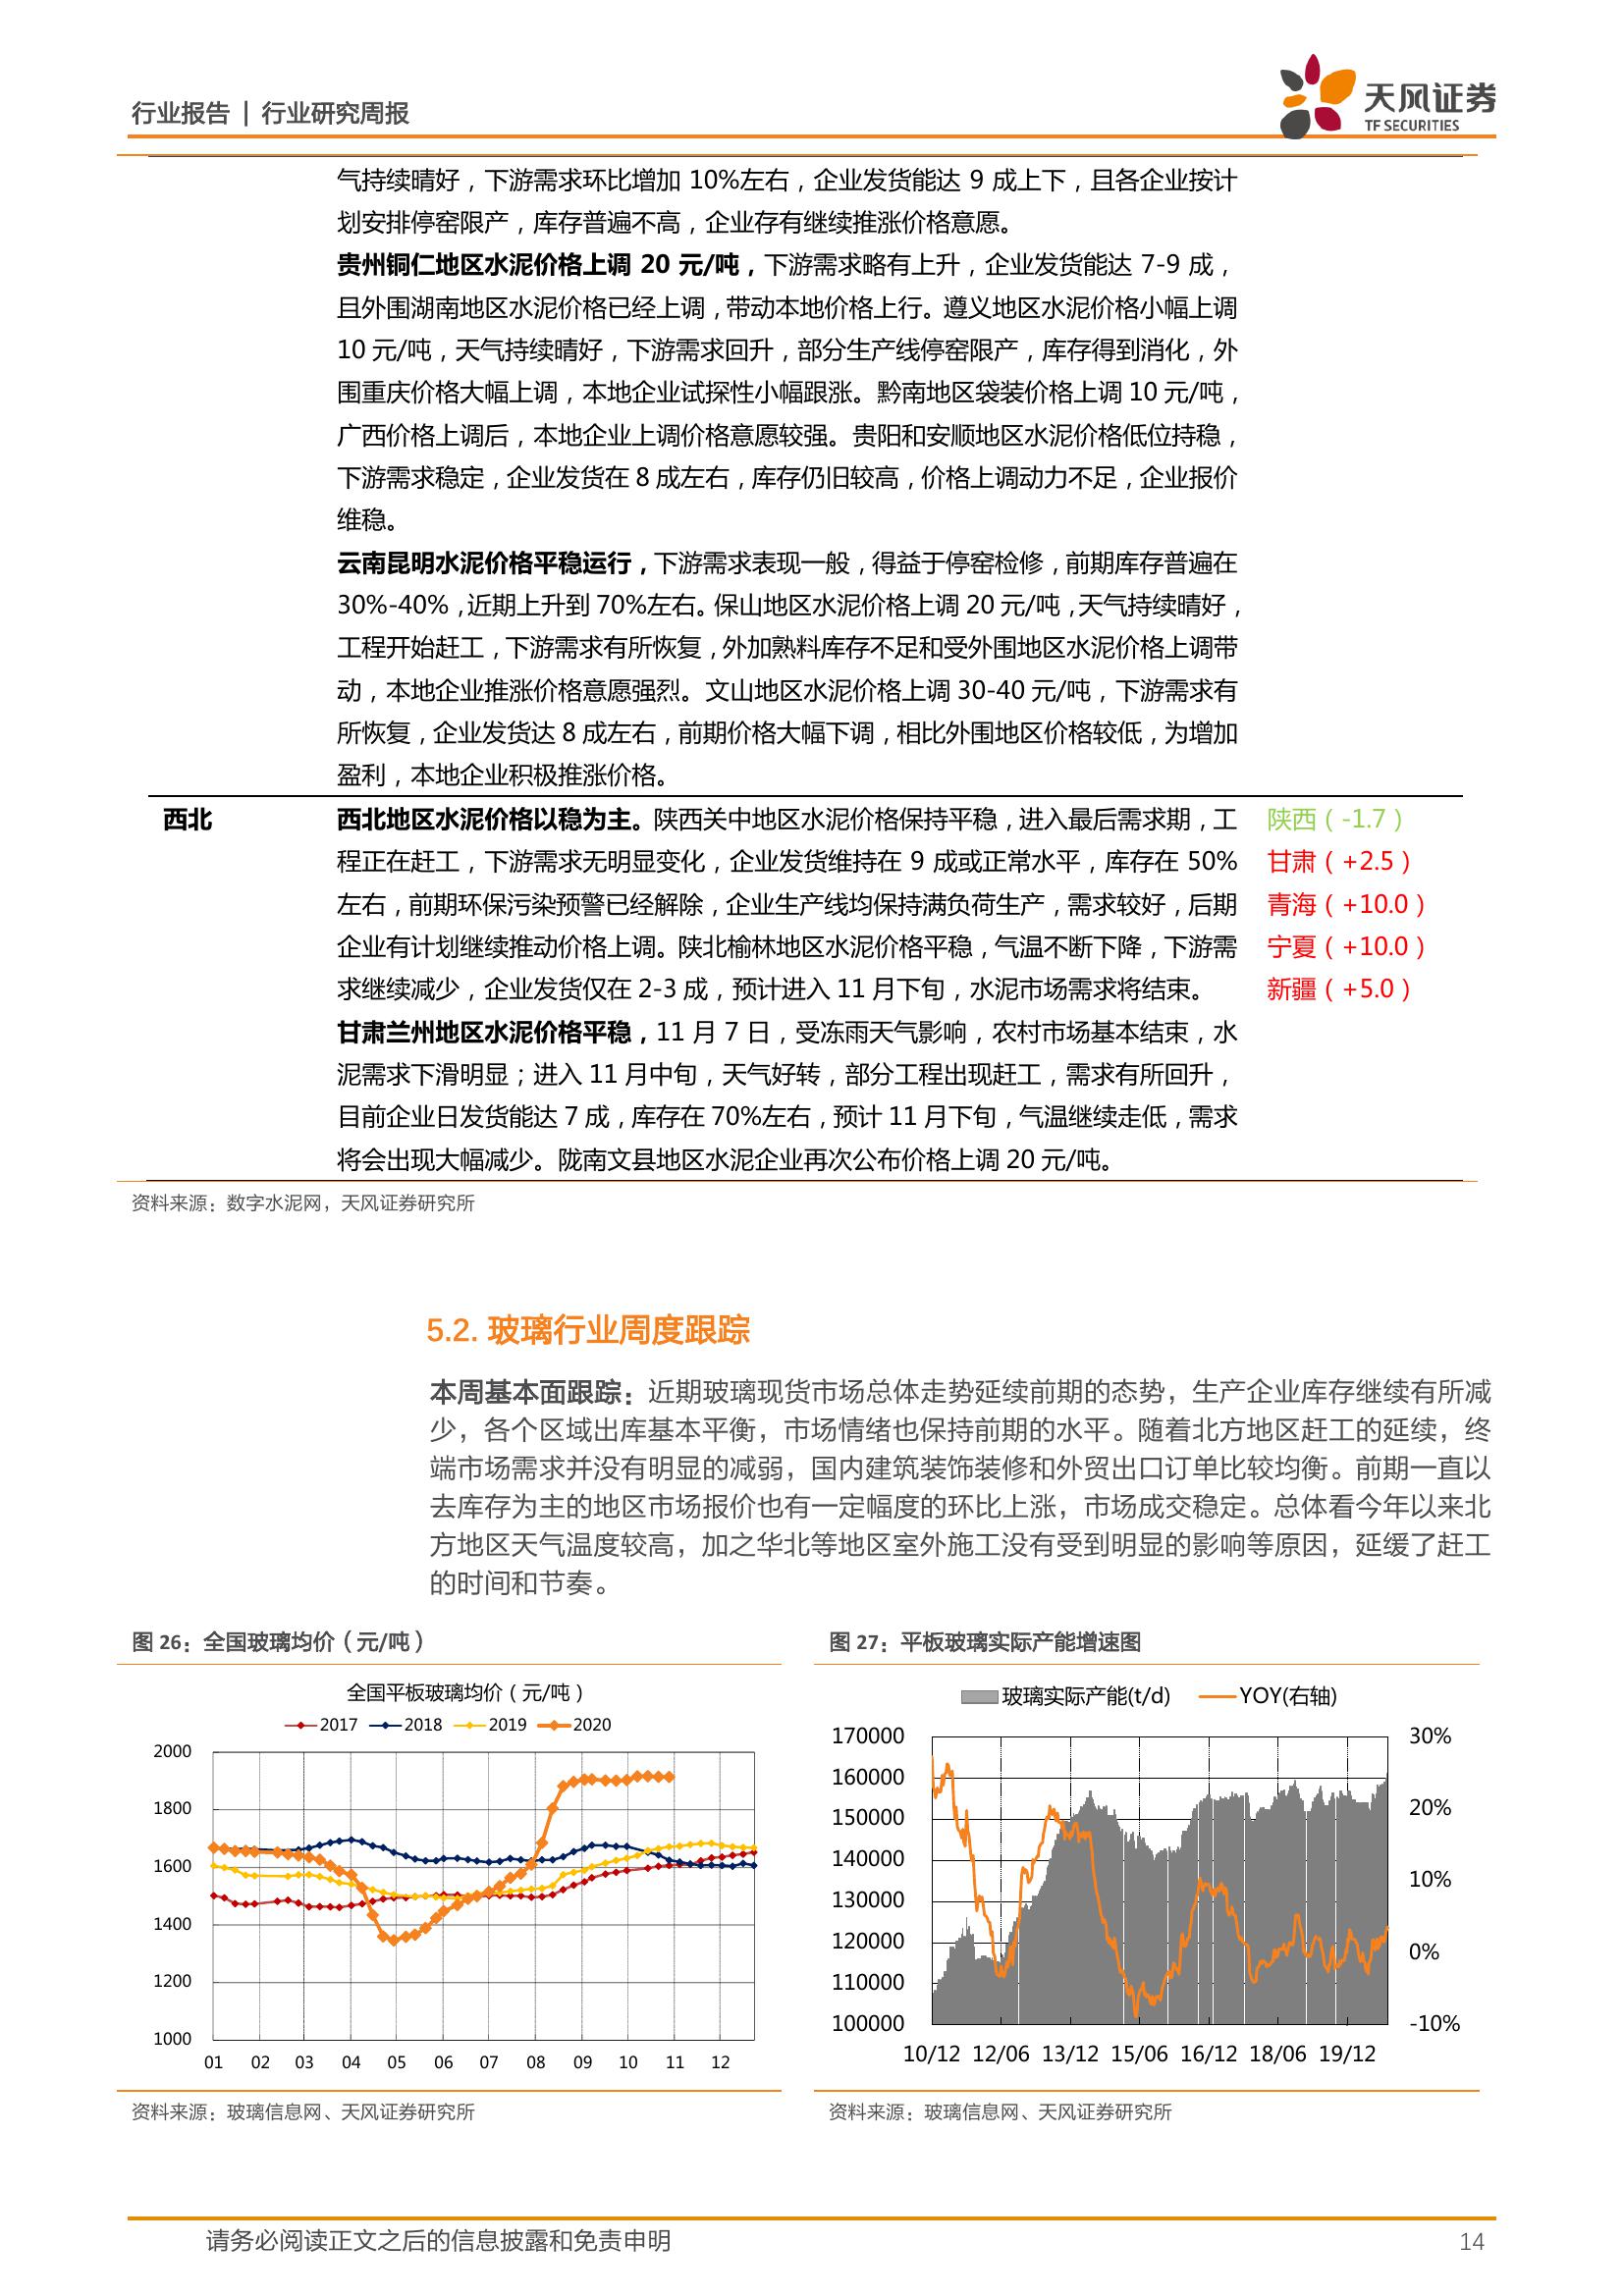 行业报告 | 行业研究周报
天风证券
TF SECURITIES
气持续晴好，下游需求环比增加 10%左右，企业发货能达 9 成上下，且各企业按计
划安排停窑限产，库存普遍不高，企业存有继续推涨价格意愿。
贵州铜仁地区水泥价格上调 20 元/吨，下游需求略有上升，企业发货能达 7-9 成，
且外围湖南地区水泥价格已经上调，带动本地价格上行。遵义地区水泥价格小幅上调
10 元/吨，天气持续晴好，下游需求回升，部分生产线停窑限产，库存得到消化，外
围重庆价格大幅上调，本地企业试探性小幅跟涨。黔南地区袋装价格上调 10 元/吨，
广西价格上调后，本地企业上调价格意愿较强。贵阳和安顺地区水泥价格低位持稳，
下游需求稳定，企业发货在 8 成左右，库存仍旧较高，价格上调动力不足，企业报价
维稳。
云南昆明水泥价格平稳运行，下游需求表现一般，得益于停窑检修，前期库存普遍在
30%-40%，近期上升到 70%左右。保山地区水泥价格上调 20 元/吨，天气持续晴好，
工程开始赶工，下游需求有所恢复，外加熟料库存不足和受外围地区水泥价格上调带
动，本地企业推涨价格意愿强烈。文山地区水泥价格上调 30-40 元/吨，下游需求有
所恢复，企业发货达 8 成左右，前期价格大幅下调，相比外围地区价格较低，为增加
盈利，本地企业积极推涨价格。
西北 西北地区水泥价格以稳为主。陕西关中地区水泥价格保持平稳，进入最后需求期，工 陕西（-1.7）
程正在赶工，下游需求无明显变化，企业发货维持在 9 成或正常水平，库存在 50% 甘肃（+2.5）
左右，前期环保污染预警已经解除，企业生产线均保持满负荷生产，需求较好，后期 青海（+10.0）
企业有计划继续推动价格上调。陕北榆林地区水泥价格平稳，气温不断下降，下游需 宁夏（+10.0）
求继续减少，企业发货仅在 2-3 成，预计进入 11 月下旬，水泥市场需求将结束。 新疆（+5.0）
甘肃兰州地区水泥价格平稳，11 月 7 日，受冻雨天气影响，农村市场基本结束，水
泥需求下滑明显；进入 11 月中旬，天气好转，部分工程出现赶工，需求有所回升，
目前企业日发货能达 7 成，库存在 70%左右，预计 11 月下旬，气温继续走低，需求
将会出现大幅减少。陇南文县地区水泥企业再次公布价格上调 20 元/吨。
资料来源：数字水泥网，天风证券研究所
5.2. 玻璃行业周度跟踪
本周基本面跟踪：近期玻璃现货市场总体走势延续前期的态势，生产企业库存继续有所减
少，各个区域出库基本平衡，市场情绪也保持前期的水平。随着北方地区赶工的延续，终
端市场需求并没有明显的减弱，国内建筑装饰装修和外贸出口订单比较均衡。前期一直以
去库存为主的地区市场报价也有一定幅度的环比上涨，市场成交稳定。总体看今年以来北
方地区天气温度较高，加之华北等地区室外施工没有受到明显的影响等原因，延缓了赶工
的时间和节奏。
图 26：全国玻璃均价（元/吨）
全国平板玻璃均价（元/吨）
2017 2018 2019 2020
2000
1800
1600
1400
1200
1000
01 02 03 04 05 06 07 08 09 10 11 12
资料来源：玻璃信息网、天风证券研究所
图 27：平板玻璃实际产能增速图
玻璃实际产能(t/d) YOY(右轴)
170000 30%
160000
150000 20%
140000
130000 10%
120000 0%
110000
100000 -10%
10/12 12/06 13/12 15/06 16/12 18/06 19/12
资料来源：玻璃信息网、天风证券研究所
请务必阅读正文之后的信息披露和免责申明 14